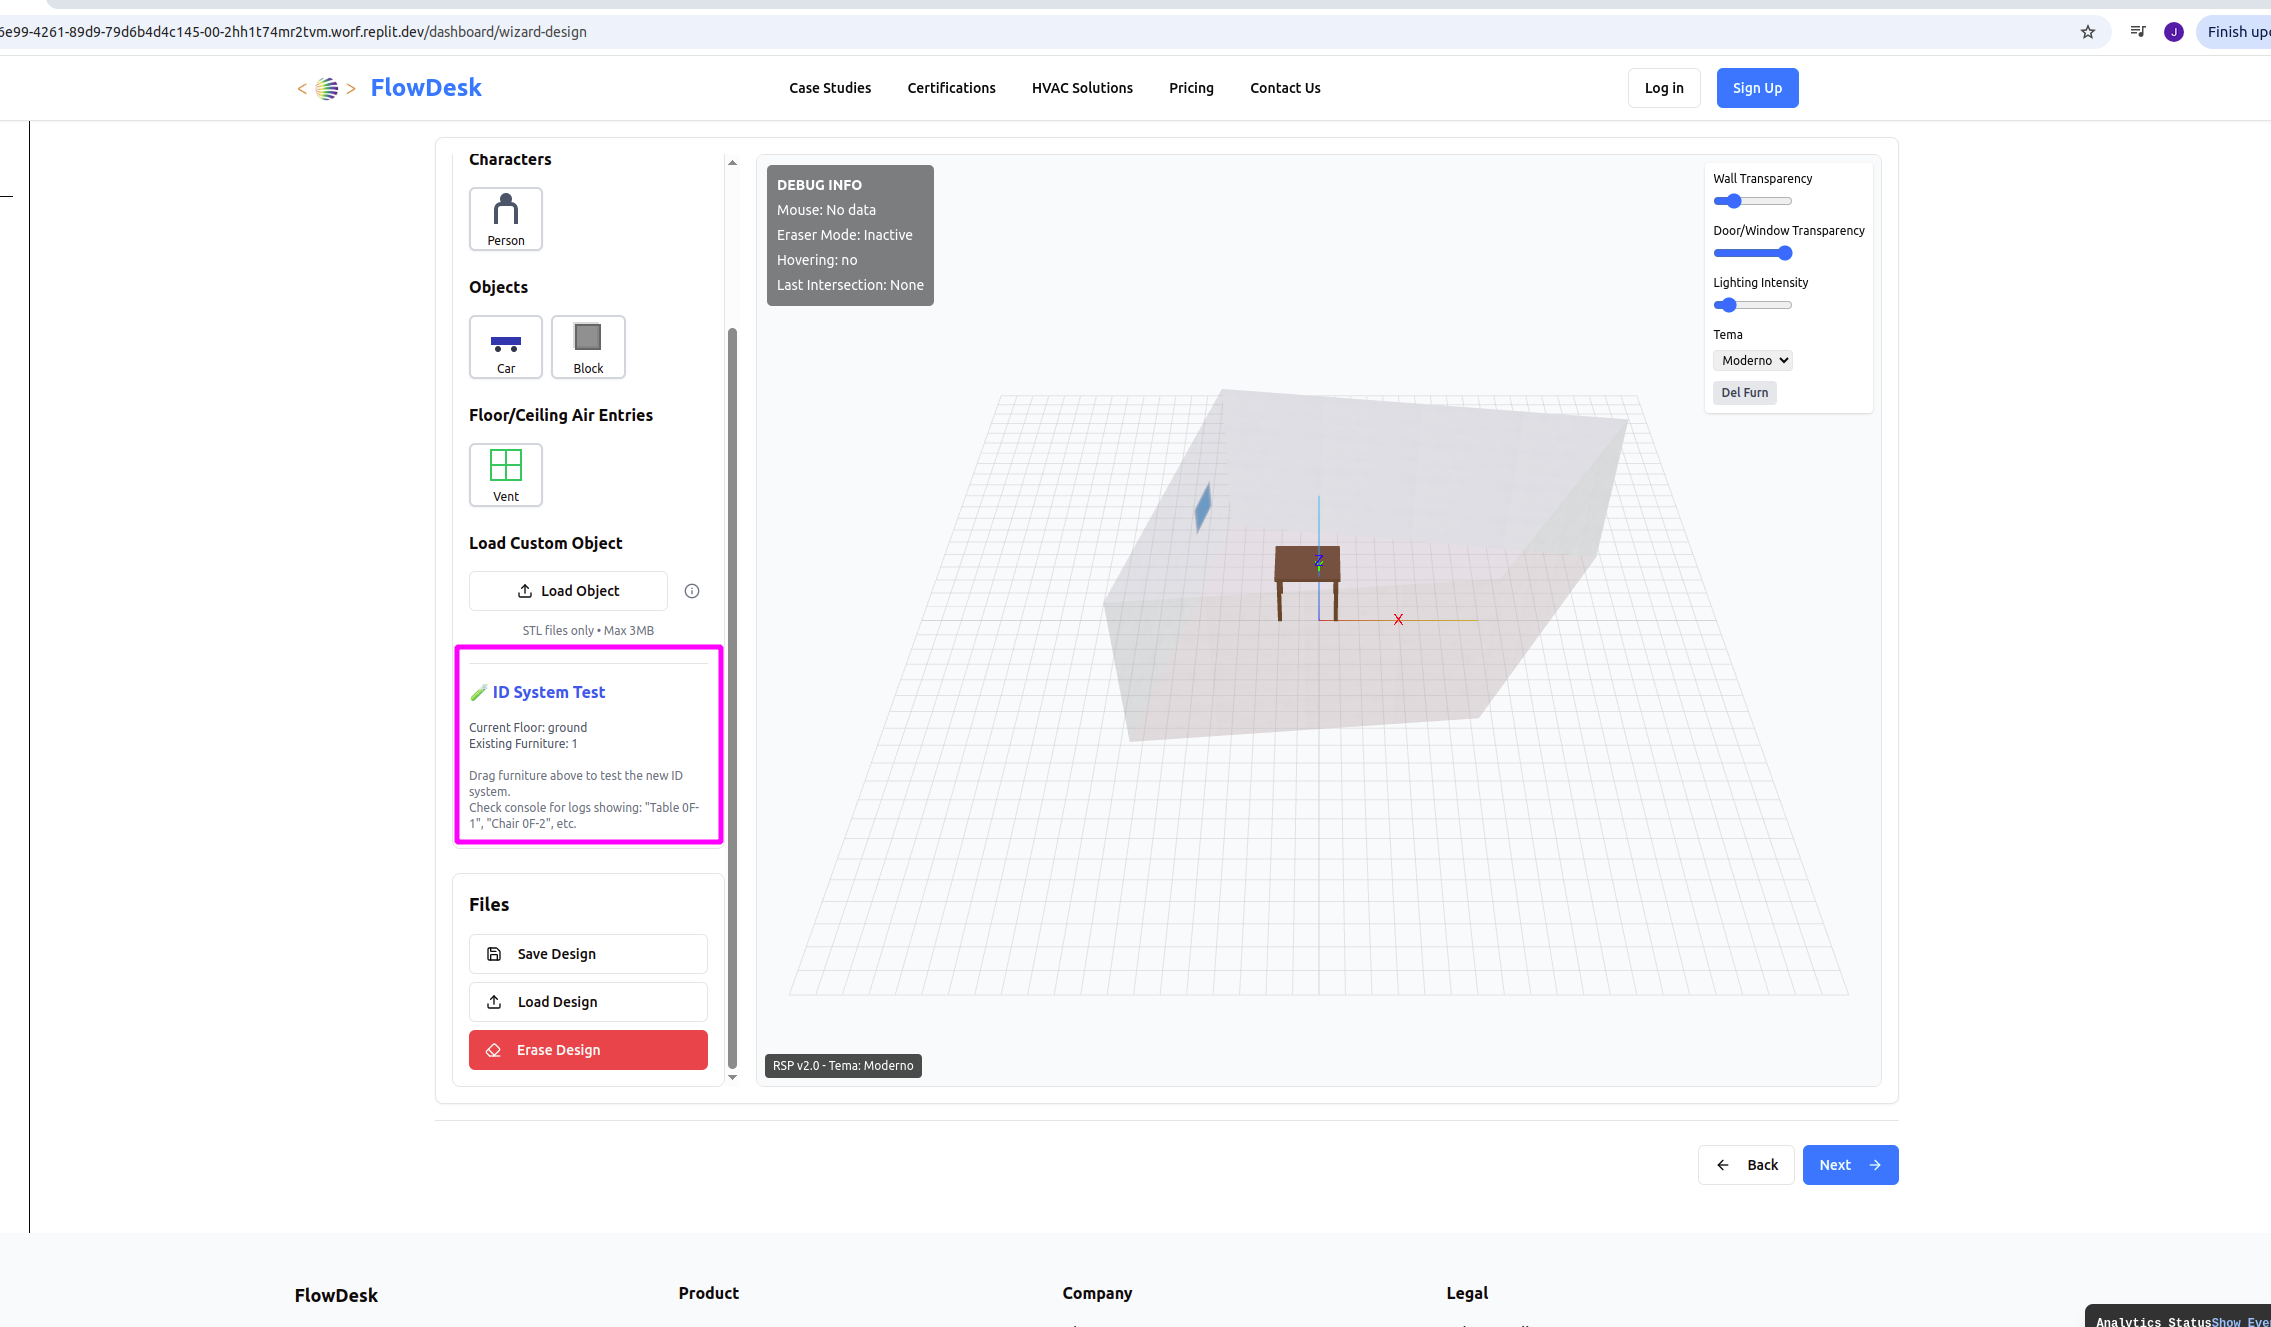 6e99-4261-89d9-79d6b4d4c145-00-2hh1t74mr2tvm.worf.replit.dev/dashboard/wizard-design
J
< > FlowDesk
Case Studies
Certifications
HVAC Solutions
Pricing
Contact Us
Log in
Sign Up
Characters
Person
Objects
Car
Block
Floor/Ceiling Air Entries
Vent
Load Custom Object
Load Object
STL files only • Max 3MB
ID System Test
Current Floor: ground
Existing Furniture: 1
Drag furniture above to test the new ID
system.
Check console for logs showing: "Table 0F-
1", "Chair 0F-2", etc.
Files
Save Design
Load Design
Erase Design
DEBUG INFO
Mouse: No data
Eraser Mode: Inactive
Hovering: no
Last Intersection: None
Z
X
Wall Transparency
Door/Window Transparency
Lighting Intensity
Tema
Moderno
Del Furn
RSP v2.0 - Tema: Moderno
Back
Next
FlowDesk
Product
Company
Legal
Analytics Status